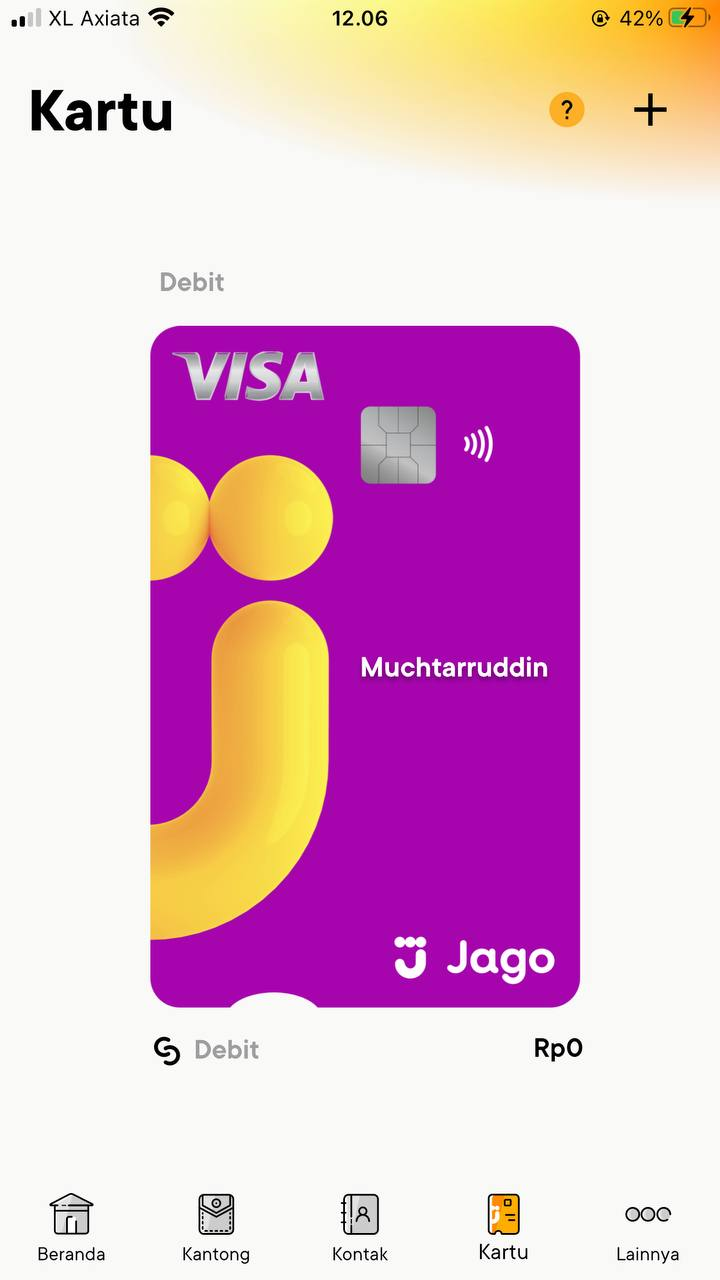 XL Axiata 12.06 42%
Kartu ? +
Debit
VISA
Muchtarruddin
Jago
Debit Rp0
Beranda Kantong Kontak Kartu Lainnya